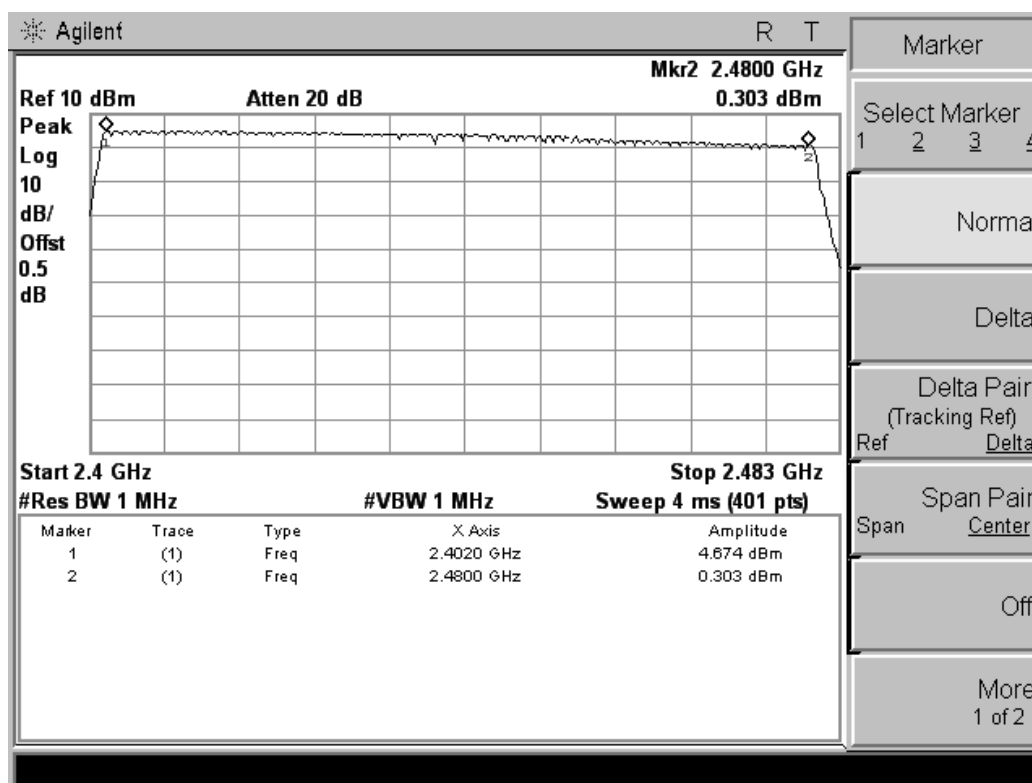 Agilent R T
Mkr2 2.4800 GHz
Ref 10 dBm Atten 20 dB 0.303 dBm
Peak
Log
10
dB/
Offst
0.5
dB
1
2
Start 2.4 GHz Stop 2.483 GHz
#Res BW 1 MHz #VBW 1 MHz Sweep 4 ms (401 pts)
Marker Trace Type X Axis Amplitude
1 (1) Freq 2.4020 GHz 4.674 dBm
2 (1) Freq 2.4800 GHz 0.303 dBm
Marker
Select Marker
1 2 3 4
Norma
Delta
Delta Pair
(Tracking Ref)
Ref Delta
Span Pair
Span Center
Off
More
1 of 2